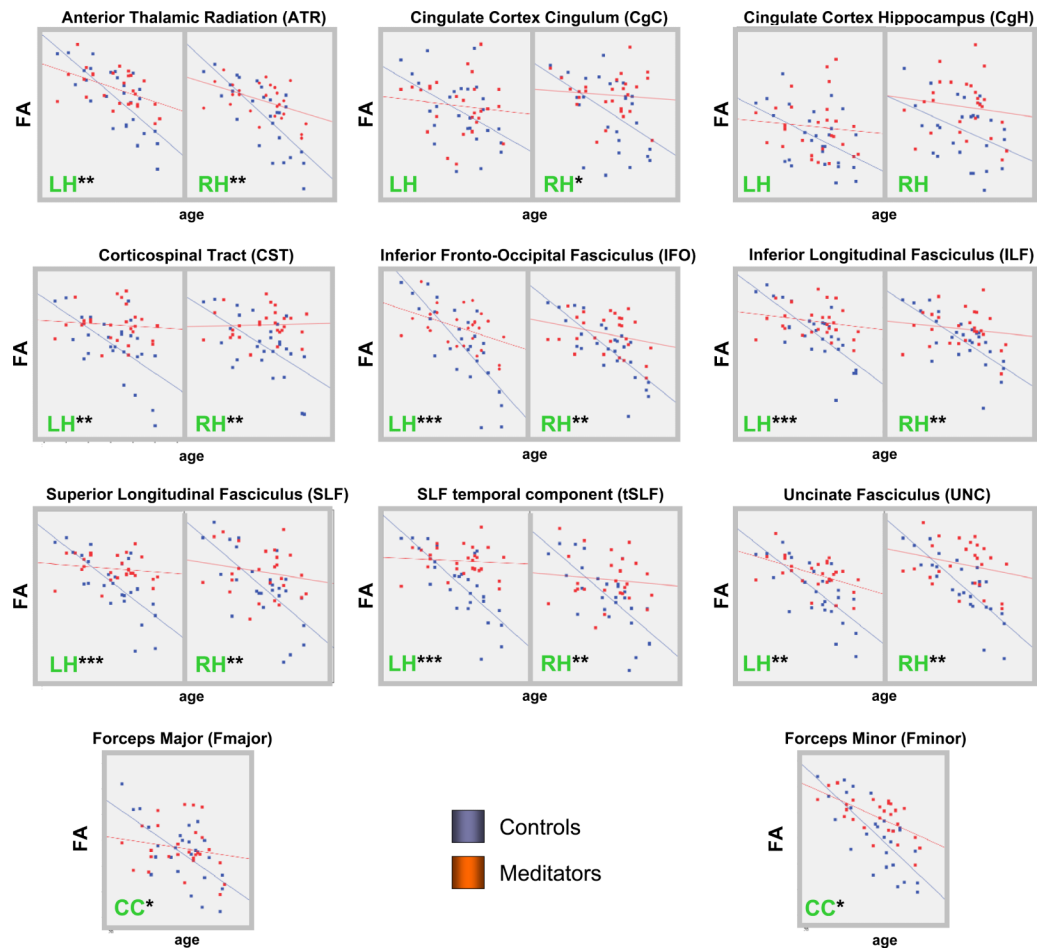 Anterior Thalamic Radiation (ATR)
Cingulate Cortex Cingulum (CgC)
Cingulate Cortex Hippocampus (CgH)
FA
LH**
RH**
age
FA
LH
RH*
age
FA
LH
RH
age
Corticospinal Tract (CST)
Inferior Fronto-Occipital Fasciculus (IFO)
Inferior Longitudinal Fasciculus (ILF)
FA
LH**
RH**
age
FA
LH***
RH**
age
FA
LH***
RH**
age
Superior Longitudinal Fasciculus (SLF)
SLF temporal component (tSLF)
Uncinate Fasciculus (UNC)
FA
LH***
RH**
age
FA
LH***
RH**
age
FA
LH**
RH**
age
Forceps Major (Fmajor)
Forceps Minor (Fminor)
FA
CC*
age
Controls
Meditators
FA
CC*
age